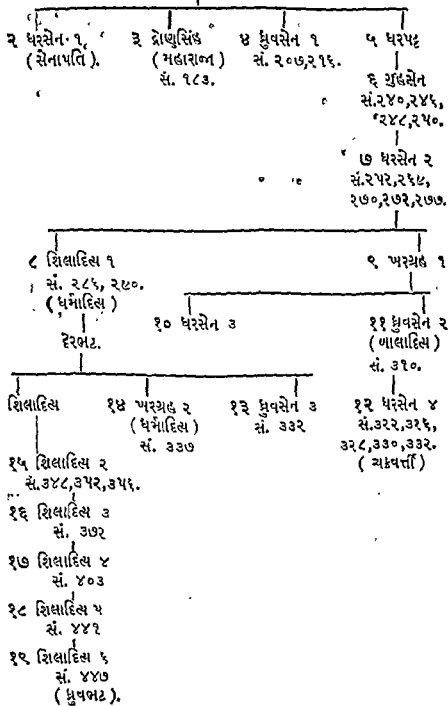 ૨ ધરસેન ૧ ૩ દ્રોણસિંહ ૪ ધ્રુવસેન ૧ ૫ ધરપટ્ટ
(સેનાપતિ). (મહારાજા) સં. ૨૦૭,૨૧૬. ૬ ગુહસેન
સં. ૧૮૩. સં.૨૪૦,૨૪૬,
૨૪૮,૨૫૦.
૭ ધરસેન ૨
સં.૨૫૨,૨૬૯,
૨૭૦,૨૭૨,૨૭૭.
૮ શિલાદિત્ય ૧ ૯ ખરગ્રહ ૧
સં. ૨૮૬, ૨૯૦.
(ધર્માદિત્ય) ૧૦ ધરસેન ૩ ૧૧ ધ્રુવસેન ૨
દેરભટ. (બાલાદિત્ય)
સં. ૩૧૦.
શિલાદિત્ય ૧૪ ખરગ્રહ ૨ ૧૩ ધ્રુવસેન ૩ ૧૨ ધરસેન ૪
(ધર્માદિત્ય) સં. ૩૩૨ સં.૩૨૨,૩૨૬,
સં. ૩૩૭ ૩૨૮,૩૩૦,૩૩૨.
(ચક્રવર્ત્તી)
૧૫ શિલાદિત્ય ૨
સં.૩૪૮,૩૫૨,૩૫૬.
૧૬ શિલાદિત્ય ૩
સં. ૩૭૨
૧૭ શિલાદિત્ય ૪
સં. ૪૦૩
૧૮ શિલાદિત્ય ૫
સં. ૪૪૧
૧૯ શિલાદિત્ય ૬
સં. ૪૪૭
(ધ્રુવભટ).